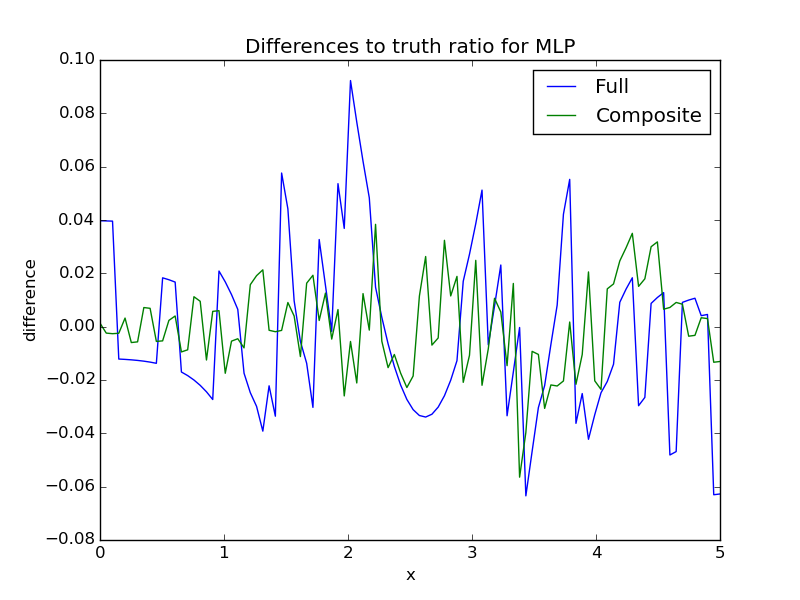 Differences to truth ratio for MLP
Full
Composite
0.10
0.08
0.06
0.04
0.02
0.00
−0.02
−0.04
−0.06
−0.08
difference
0 1 2 3 4 5
x